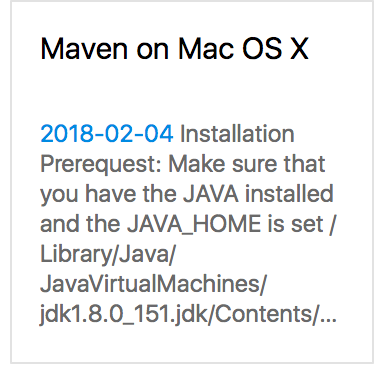 Maven on Mac OS X
2018-02-04 Installation
Prerequest: Make sure that
you have the JAVA installed
and the JAVA_HOME is set /
Library/Java/
JavaVirtualMachines/
jdk1.8.0_151.jdk/Contents/...